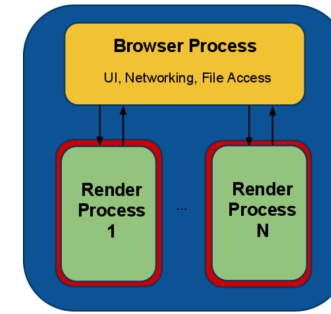 Browser Process
UI, Networking, File Access
Render
Process
1
...
Render
Process
N